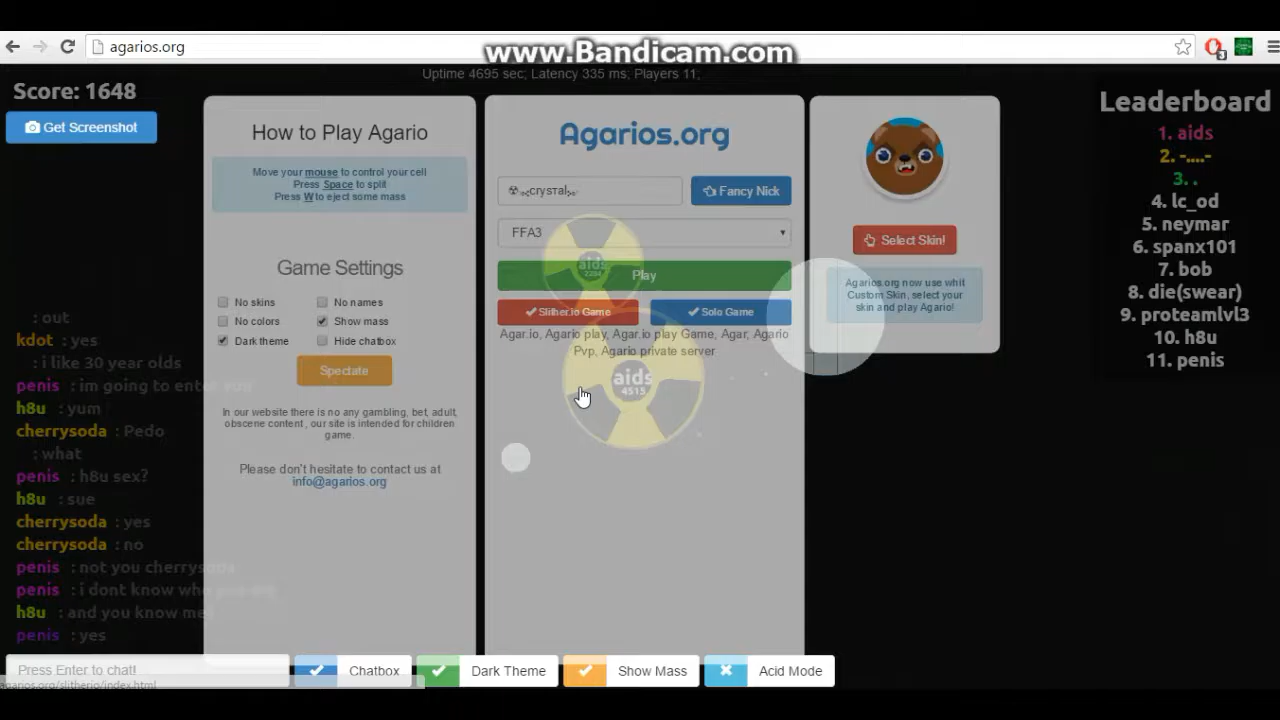 agarios.org
www.Bandicam.com
Uptime 4695 sec; Latency 335 ms; Players 11;
Score: 1648
Get Screenshot
: out
kdot : yes
: i like 30 year olds
penis : im going to enter
h8u : yum
cherrysoda : Pedo
: what
penis : h8u sex?
h8u : sue
cherrysoda : yes
cherrysoda : no
penis : not you cherrysoda
penis : i dont know who
h8u : and you know me
penis : yes
Press Enter to chat!
agarios.org/slitherio/index.html
How to Play Agario
Move your mouse to control your cell
Press Space to split
Press W to eject some mass
Game Settings
No skins
No names
No colors
Show mass
Dark theme
Hide chatbox
Spectate
In our website there is no any gambling, bet, adult,
obscene content , our site is intended for children
game.
Please don't hesitate to contact us at
info@agarios.org
Agarios.org
crystal
Fancy Nick
FFA3
aids
2284
Play
Slither.io Game
Solo Game
Agar.io, Agario play, Agar.io play Game, Agar, Agario
Pvp, Agario private server
aids
4513
Select Skin!
Agarios.org now use whit
Custom Skin, select your
skin and play Agario!
Leaderboard
1. aids
2. -....-
3. .
4. lc_od
5. neymar
6. spanx101
7. bob
8. die(swear)
9. proteamlvl3
10. h8u
11. penis
Chatbox
Dark Theme
Show Mass
Acid Mode